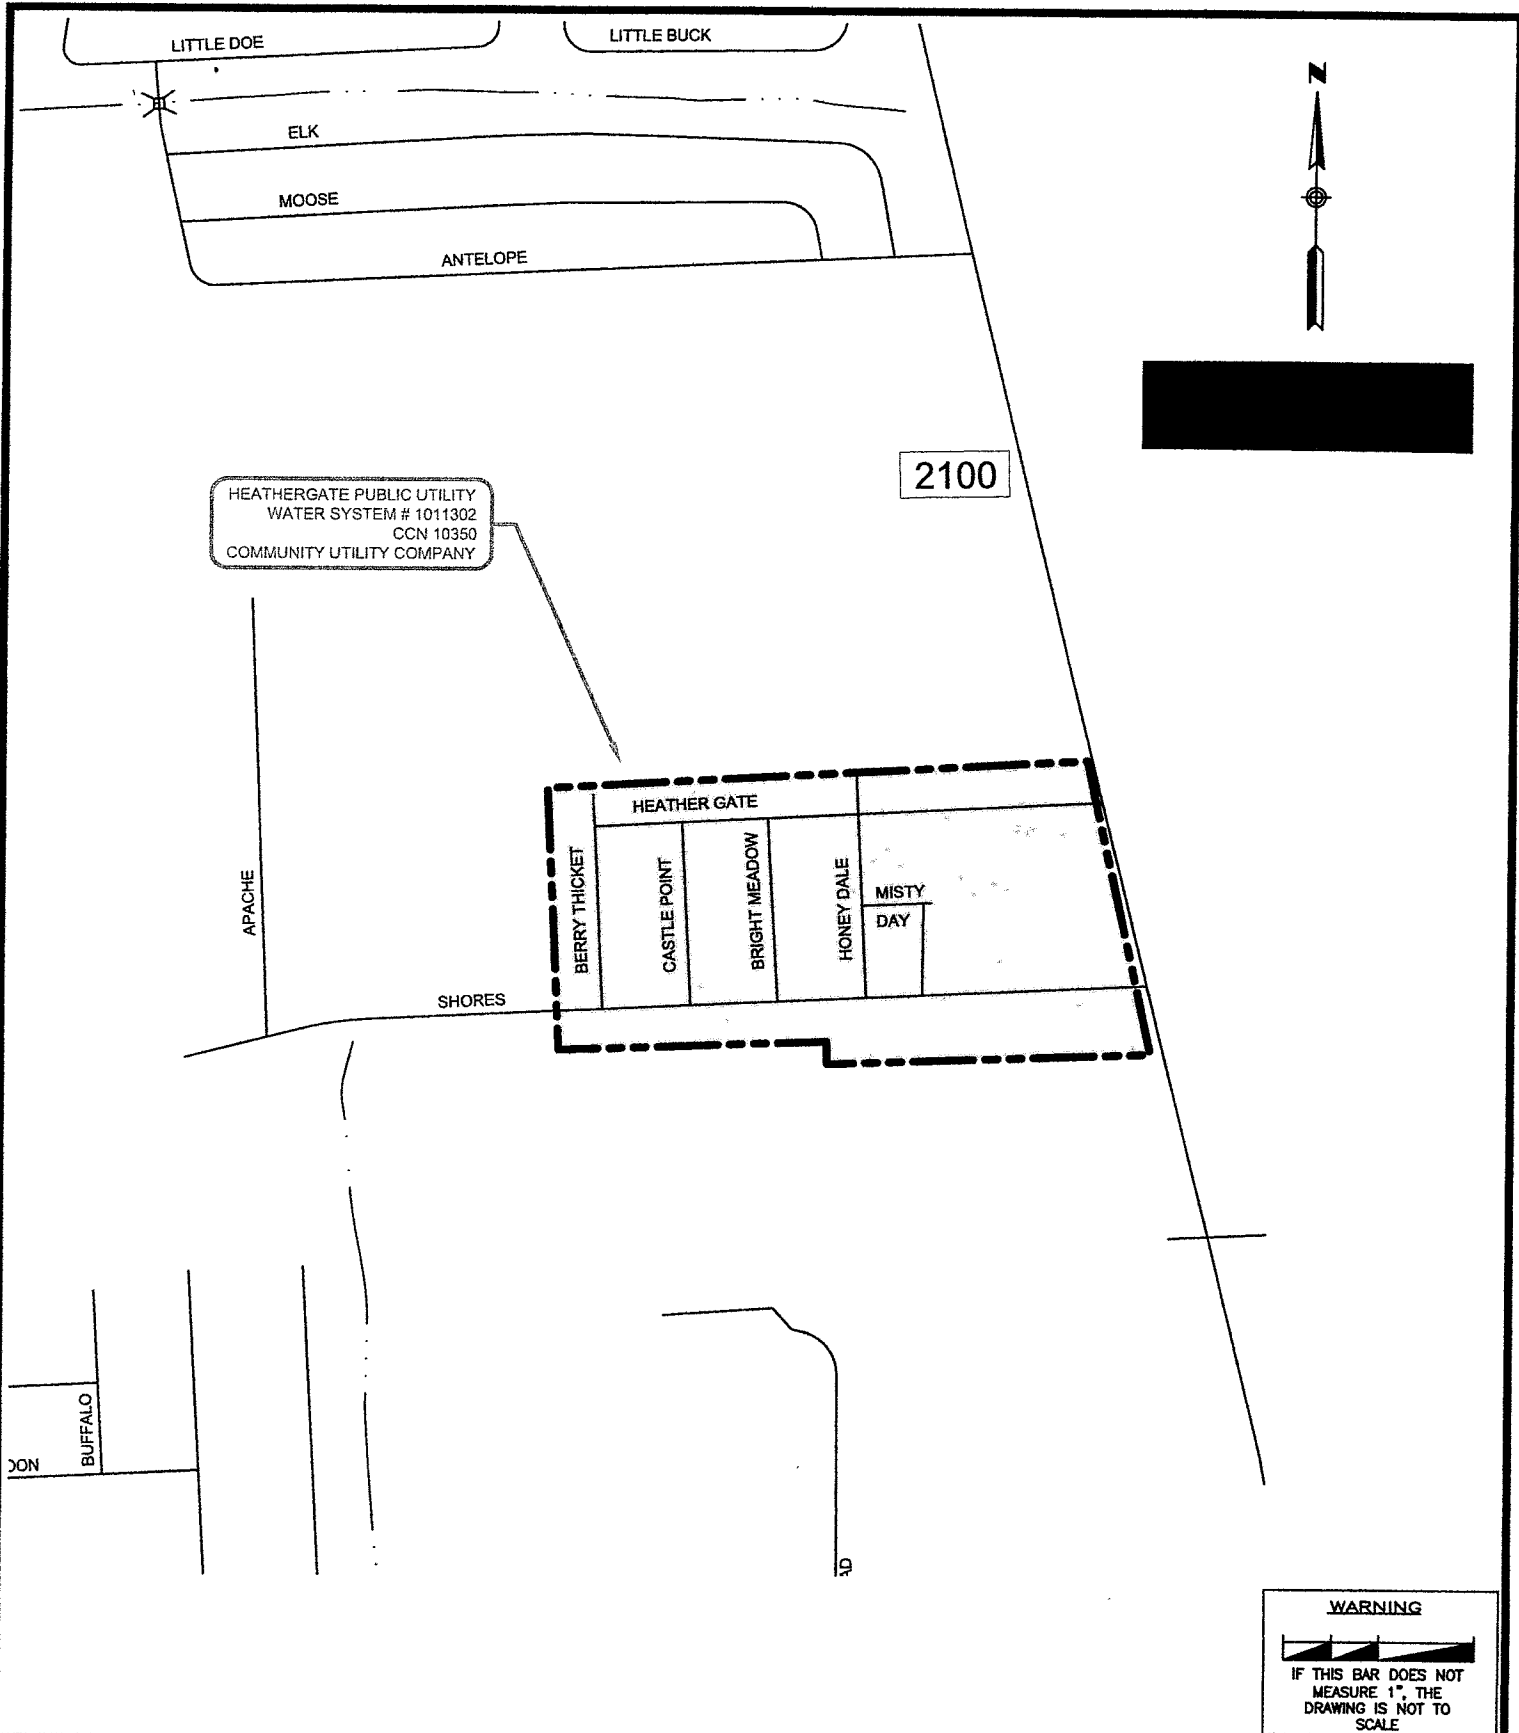 LITTLE DOE
LITTLE BUCK
N
ELK
MOOSE
ANTELOPE
2100
HEATHERGATE PUBLIC UTILITY
WATER SYSTEM # 1011302
CCN 10350
COMMUNITY UTILITY COMPANY
HEATHER GATE
APACHE
BERRY THICKET
CASTLE POINT
BRIGHT MEADOW
HONEY DALE
MISTY
DAY
SHORES
BUFFALO
OON
AD
WARNING
IF THIS BAR DOES NOT
MEASURE 1", THE
DRAWING IS NOT TO
SCALE